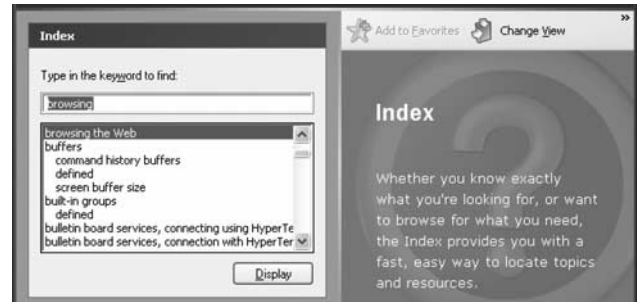 Index
Type in the keyword to find:
browsing
browsing the Web
buffers
command history buffers
defined
screen buffer size
built-in groups
defined
bulletin board services, connecting using HyperTe
bulletin board services, connection with HyperTer
Display
Add to Favorites
Change View
»
Index
Whether you know exactly
what you're looking for, or want
to browse for what you need,
the Index provides you with a
fast, easy way to locate topics
and resources.